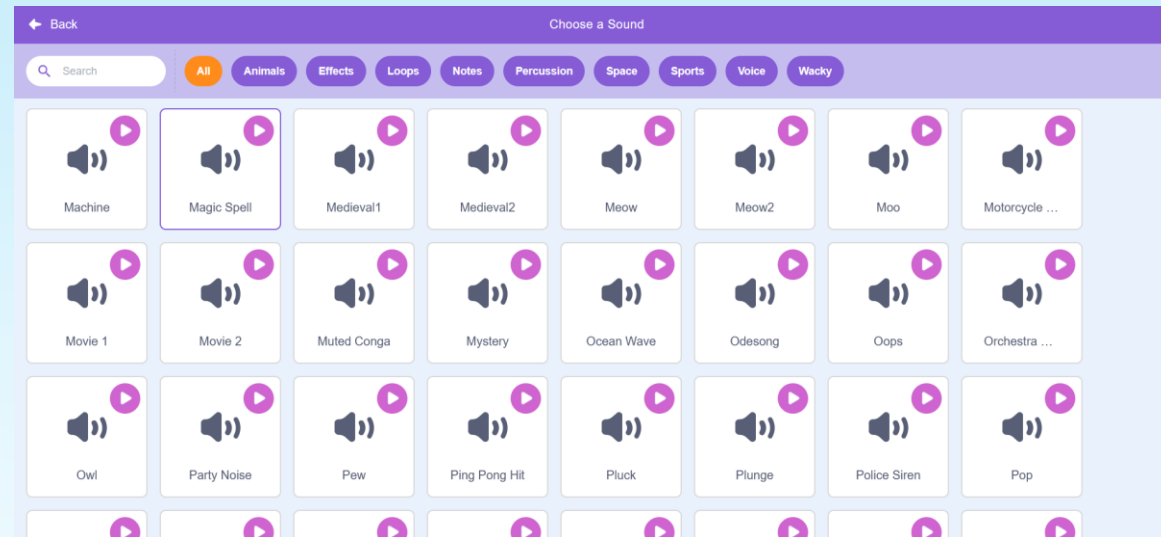 Back
Choose a Sound
Search
All Animals Effects Loops Notes Percussion Space Sports Voice Wacky
Machine Magic Spell Medieval1 Medieval2 Meow Meow2 Moo Motorcycle ...
Movie 1 Movie 2 Muted Conga Mystery Ocean Wave Odesong Oops Orchestra ...
Owl Party Noise Pew Ping Pong Hit Pluck Plunge Police Siren Pop